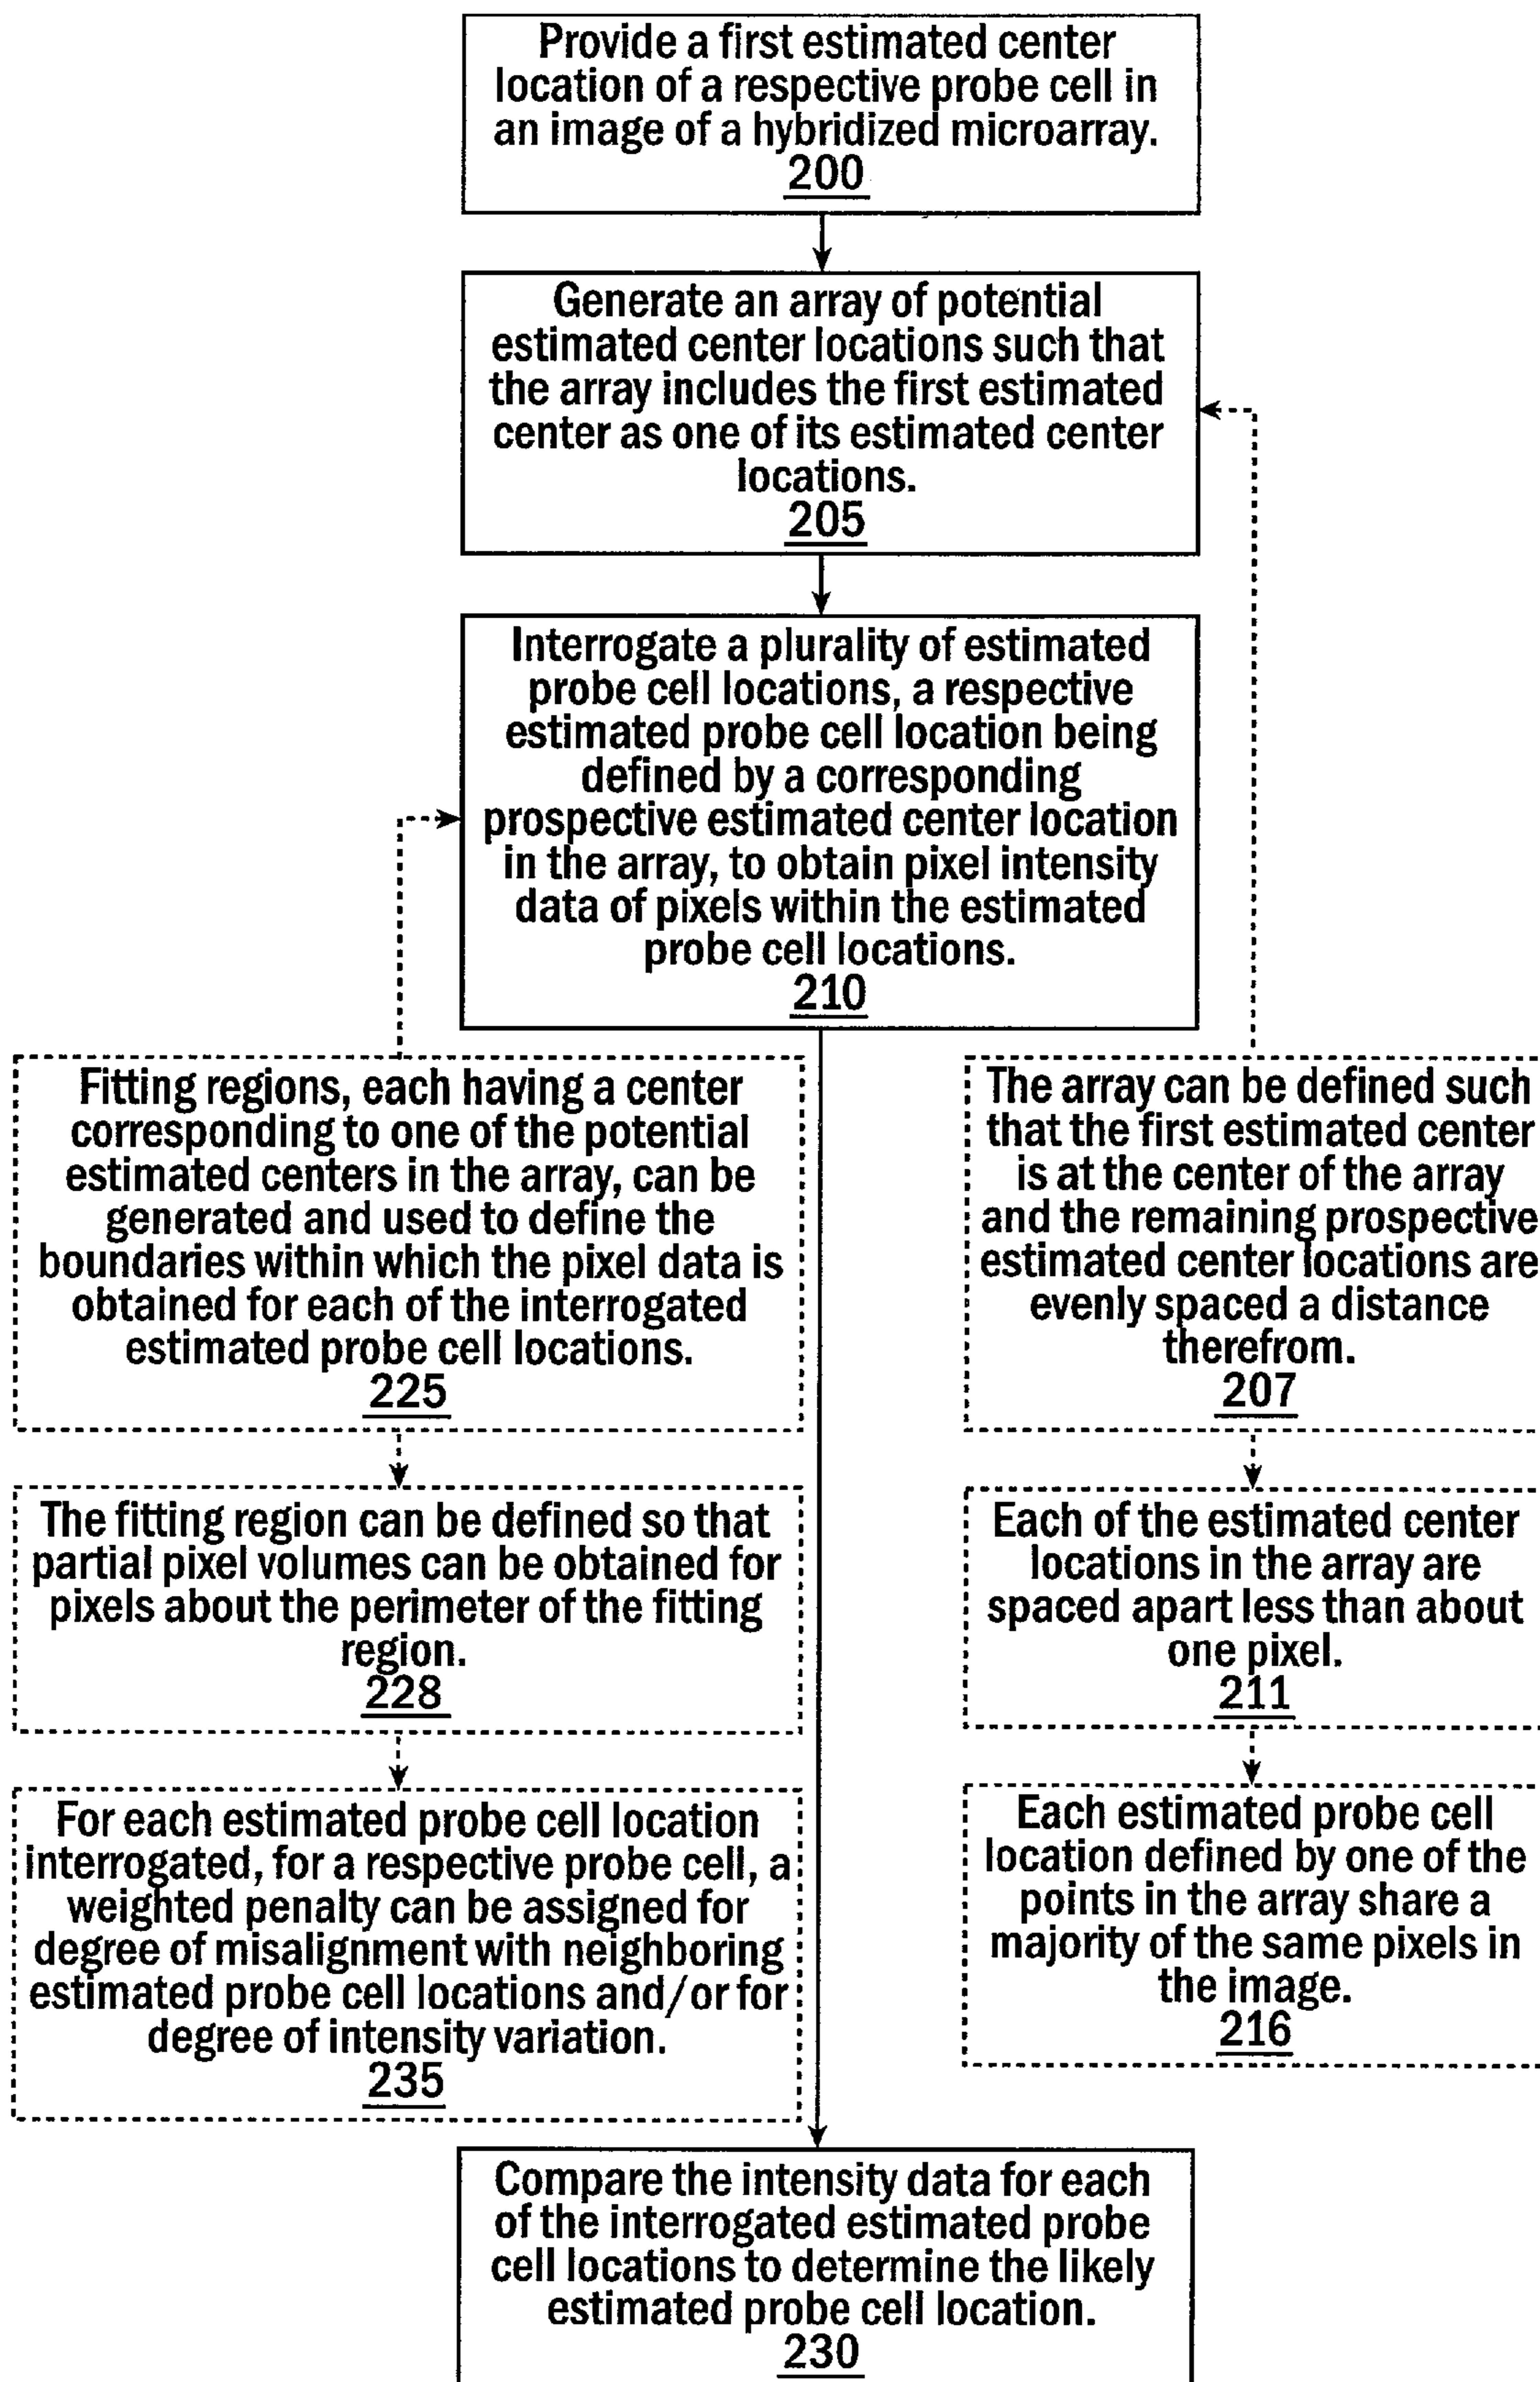 Provide a first estimated center
location of a respective probe cell in
an image of a hybridized microarray.
200
Generate an array of potential
estimated center locations such that
the array includes the first estimated
center as one of its estimated center
locations.
205
Interrogate a plurality of estimated
probe cell locations, a respective
estimated probe cell location being
defined by a corresponding
prospective estimated center location
in the array, to obtain pixel intensity
data of pixels within the estimated
probe cell locations.
210
Fitting regions, each having a center
corresponding to one of the potential
estimated centers in the array, can be
generated and used to define the
boundaries within which the pixel data is
obtained for each of the interrogated
estimated probe cell locations.
225
The fitting region can be defined so that
partial pixel volumes can be obtained for
pixels about the perimeter of the fitting
region.
228
For each estimated probe cell location
interrogated, for a respective probe cell, a
weighted penalty can be assigned for
degree of misalignment with neighboring
estimated probe cell locations and/or for
degree of intensity variation.
235
The array can be defined such
that the first estimated center
is at the center of the array
and the remaining prospective
estimated center locations are
evenly spaced a distance
therefrom.
207
Each of the estimated center
locations in the array are
spaced apart less than about
one pixel.
211
Each estimated probe cell
location defined by one of the
points in the array share a
majority of the same pixels in
the image.
216
Compare the intensity data for each
of the interrogated estimated probe
cell locations to determine the likely
estimated probe cell location.
230